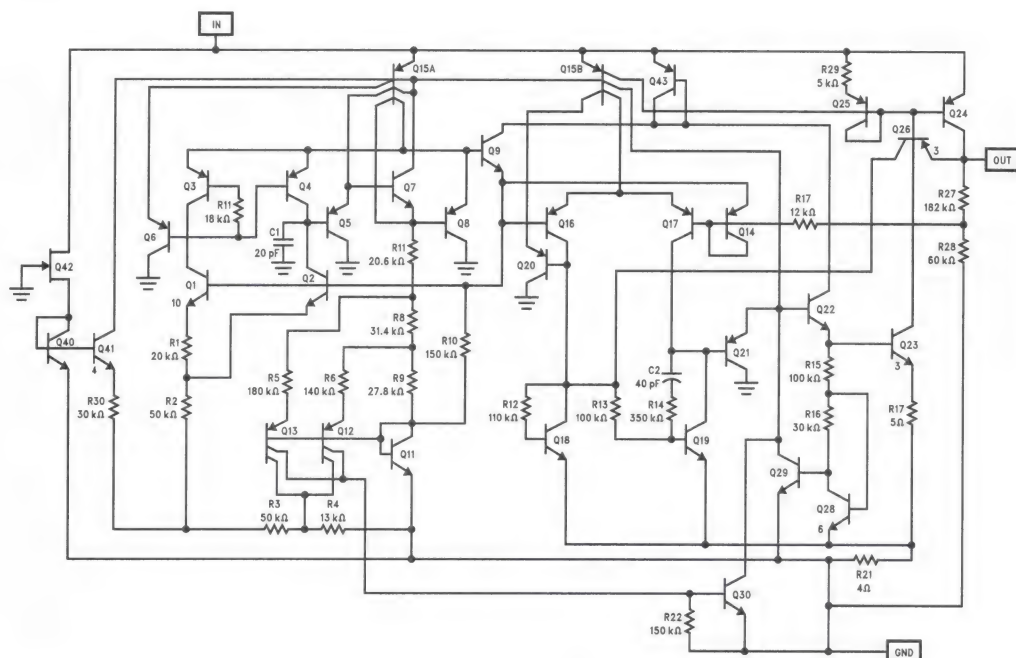 IN
Q15A
Q15B
Q43
R29
5 kΩ
Q25
Q24
Q26
3
OUT
Q9
Q3
R11
18 kΩ
Q4
Q7
Q5
C1
20 pF
Q8
Q6
Q16
Q17
Q14
R17
12 kΩ
R27
182 kΩ
R28
60 kΩ
R11
20.6 kΩ
Q20
Q42
Q1
10
Q2
R8
31.4 kΩ
R10
150 kΩ
Q22
Q23
3
Q40
Q41
4
R1
20 kΩ
R5
180 kΩ
R6
140 kΩ
R9
27.8 kΩ
C2
40 pF
Q21
R15
100 kΩ
R30
30 kΩ
R2
50 kΩ
R12
110 kΩ
R13
100 kΩ
R14
350 kΩ
R16
30 kΩ
R17
5Ω
Q13
Q12
Q11
Q18
Q19
Q29
Q28
6
R3
50 kΩ
R4
13 kΩ
R21
4Ω
Q30
R22
150 kΩ
GND